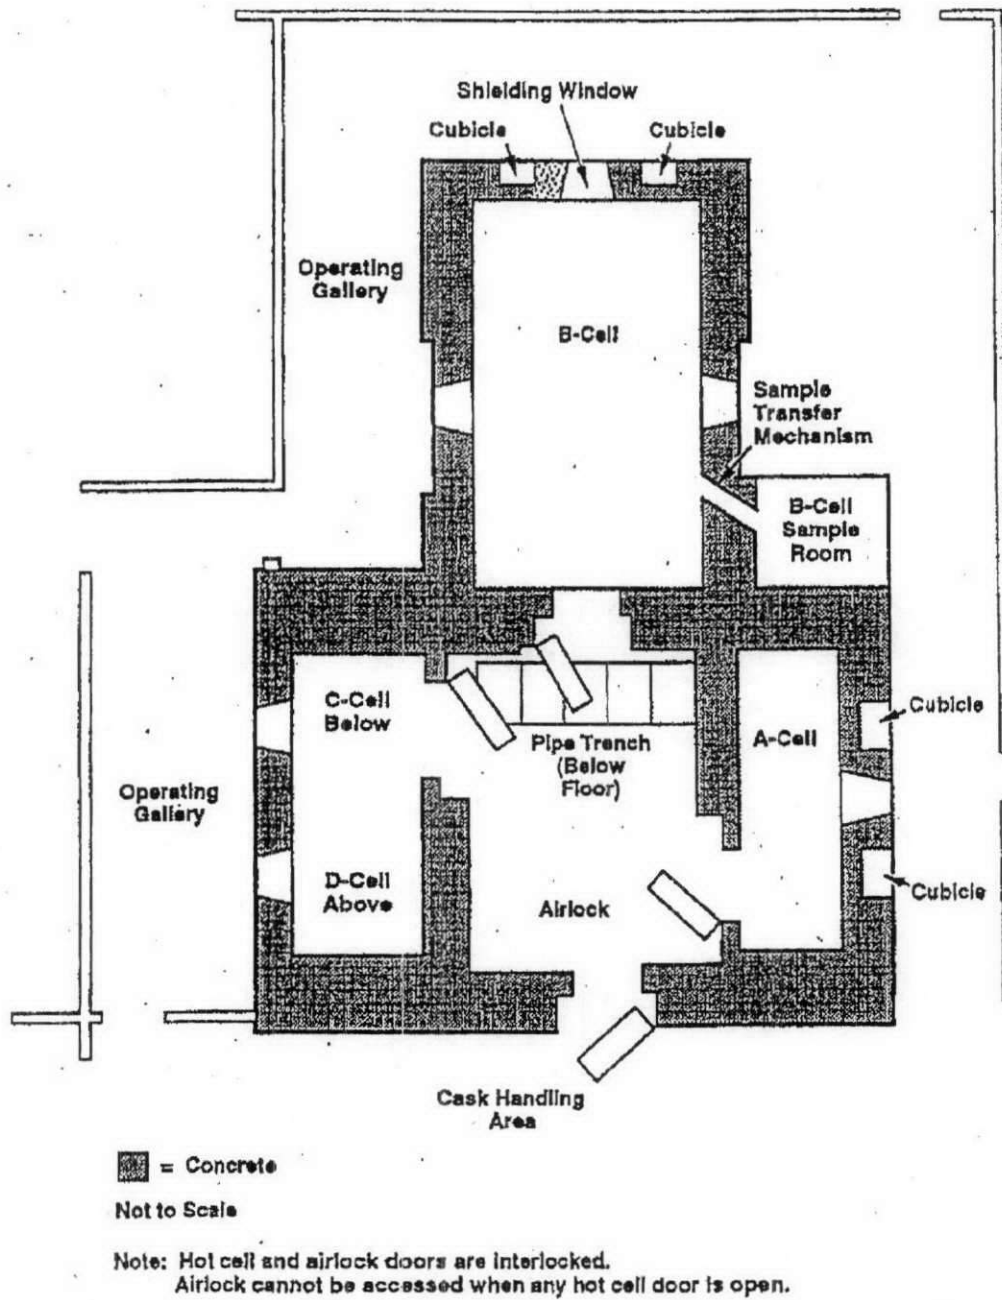 Shielding Window
Cubicle
Cubicle
Operating
Gallery
B-Cell
Sample
Transfer
Mechanism
B-Cell
Sample
Room
C-Cell
Below
Pipe Trench
(Below
Floor)
A-Cell
Cubicle
Operating
Gallery
D-Cell
Above
Airlock
Cubicle
Cask Handling
Area
= Concrete
Not to Scale
Note: Hot cell and airlock doors are interlocked.
Airlock cannot be accessed when any hot cell door is open.